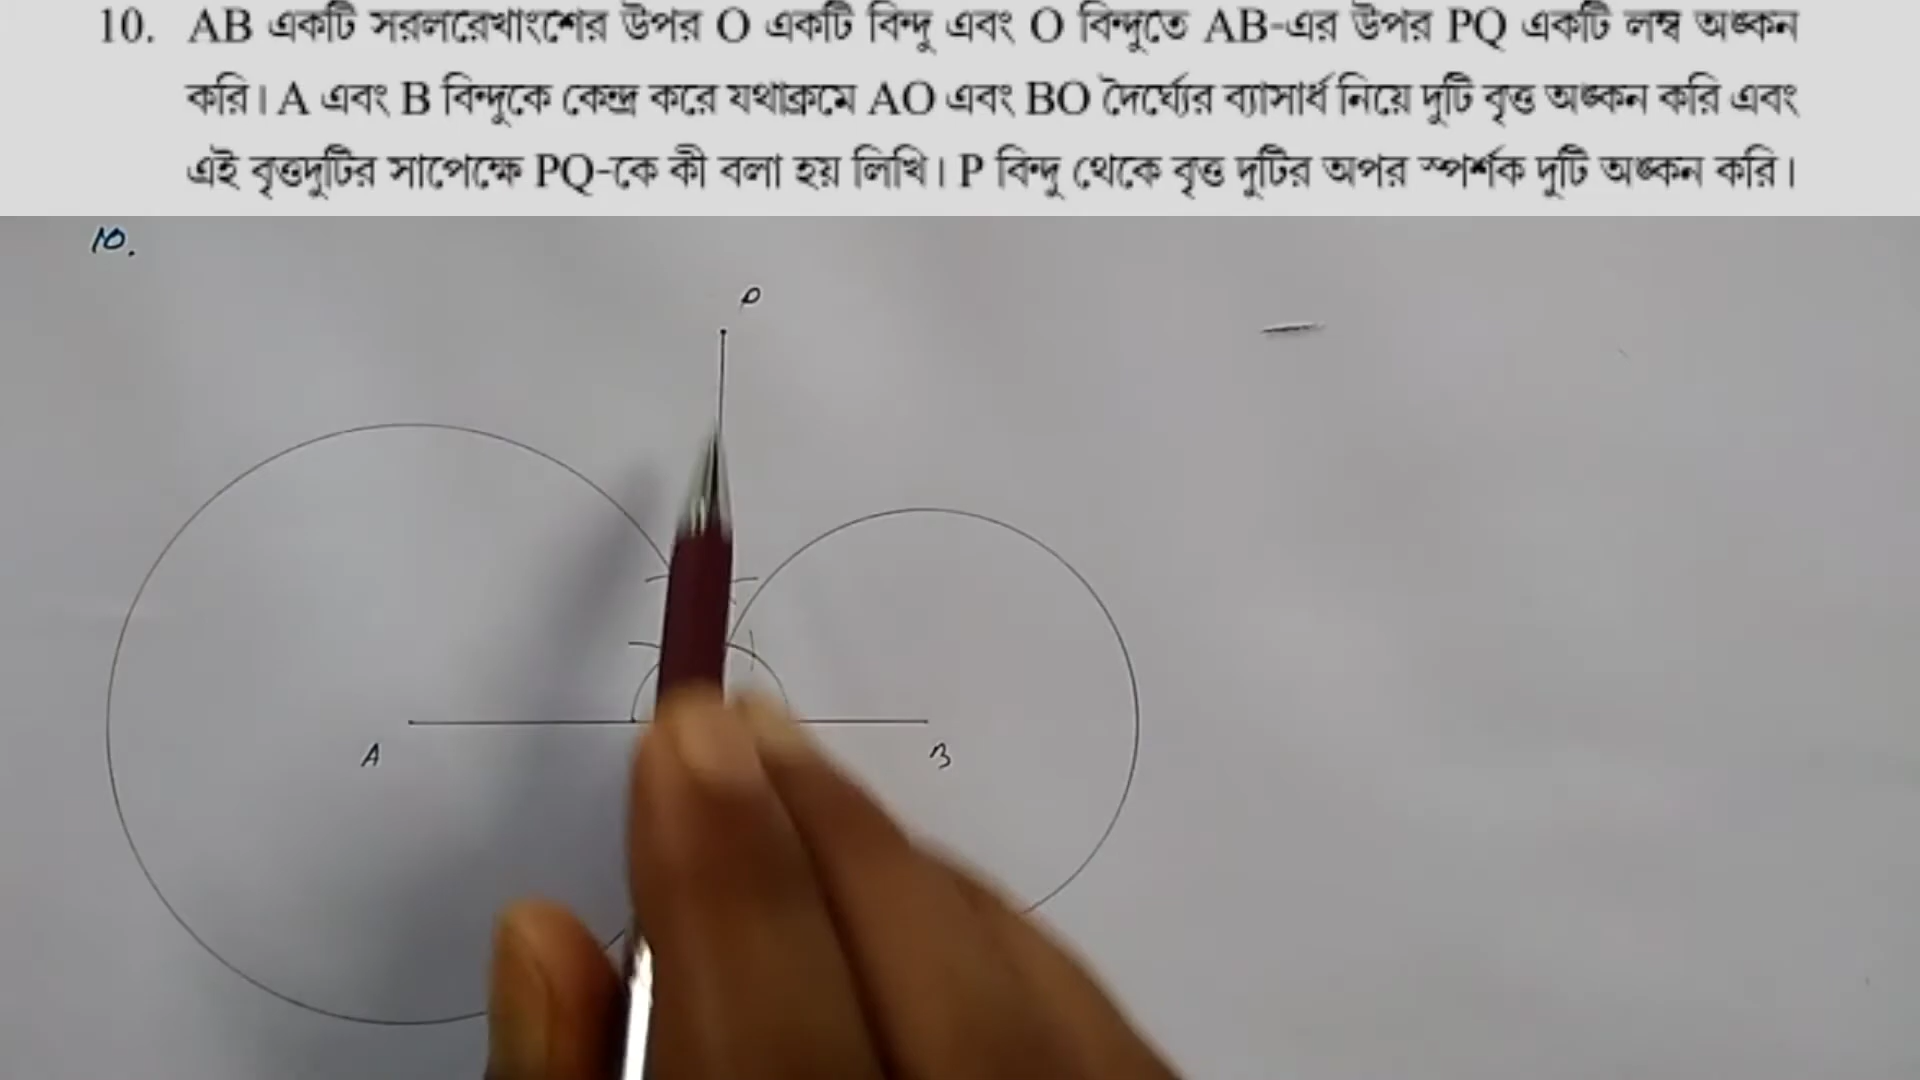 10. AB একটি সরলরেখাংশের উপর O একটি বিন্দু এবং O বিন্দুতে AB-এর উপর PQ একটি লম্ব অঙ্কন
করি। A এবং B বিন্দুকে কেন্দ্র করে যথাক্রমে AO এবং BO দৈর্ঘ্যের ব্যাসার্ধ নিয়ে দুটি বৃত্ত অঙ্কন করি এবং
এই বৃত্তদুটির সাপেক্ষে PQ-কে কী বলা হয় লিখি। P বিন্দু থেকে বৃত্ত দুটির অপর স্পর্শক দুটি অঙ্কন করি।
10.
P
A
B